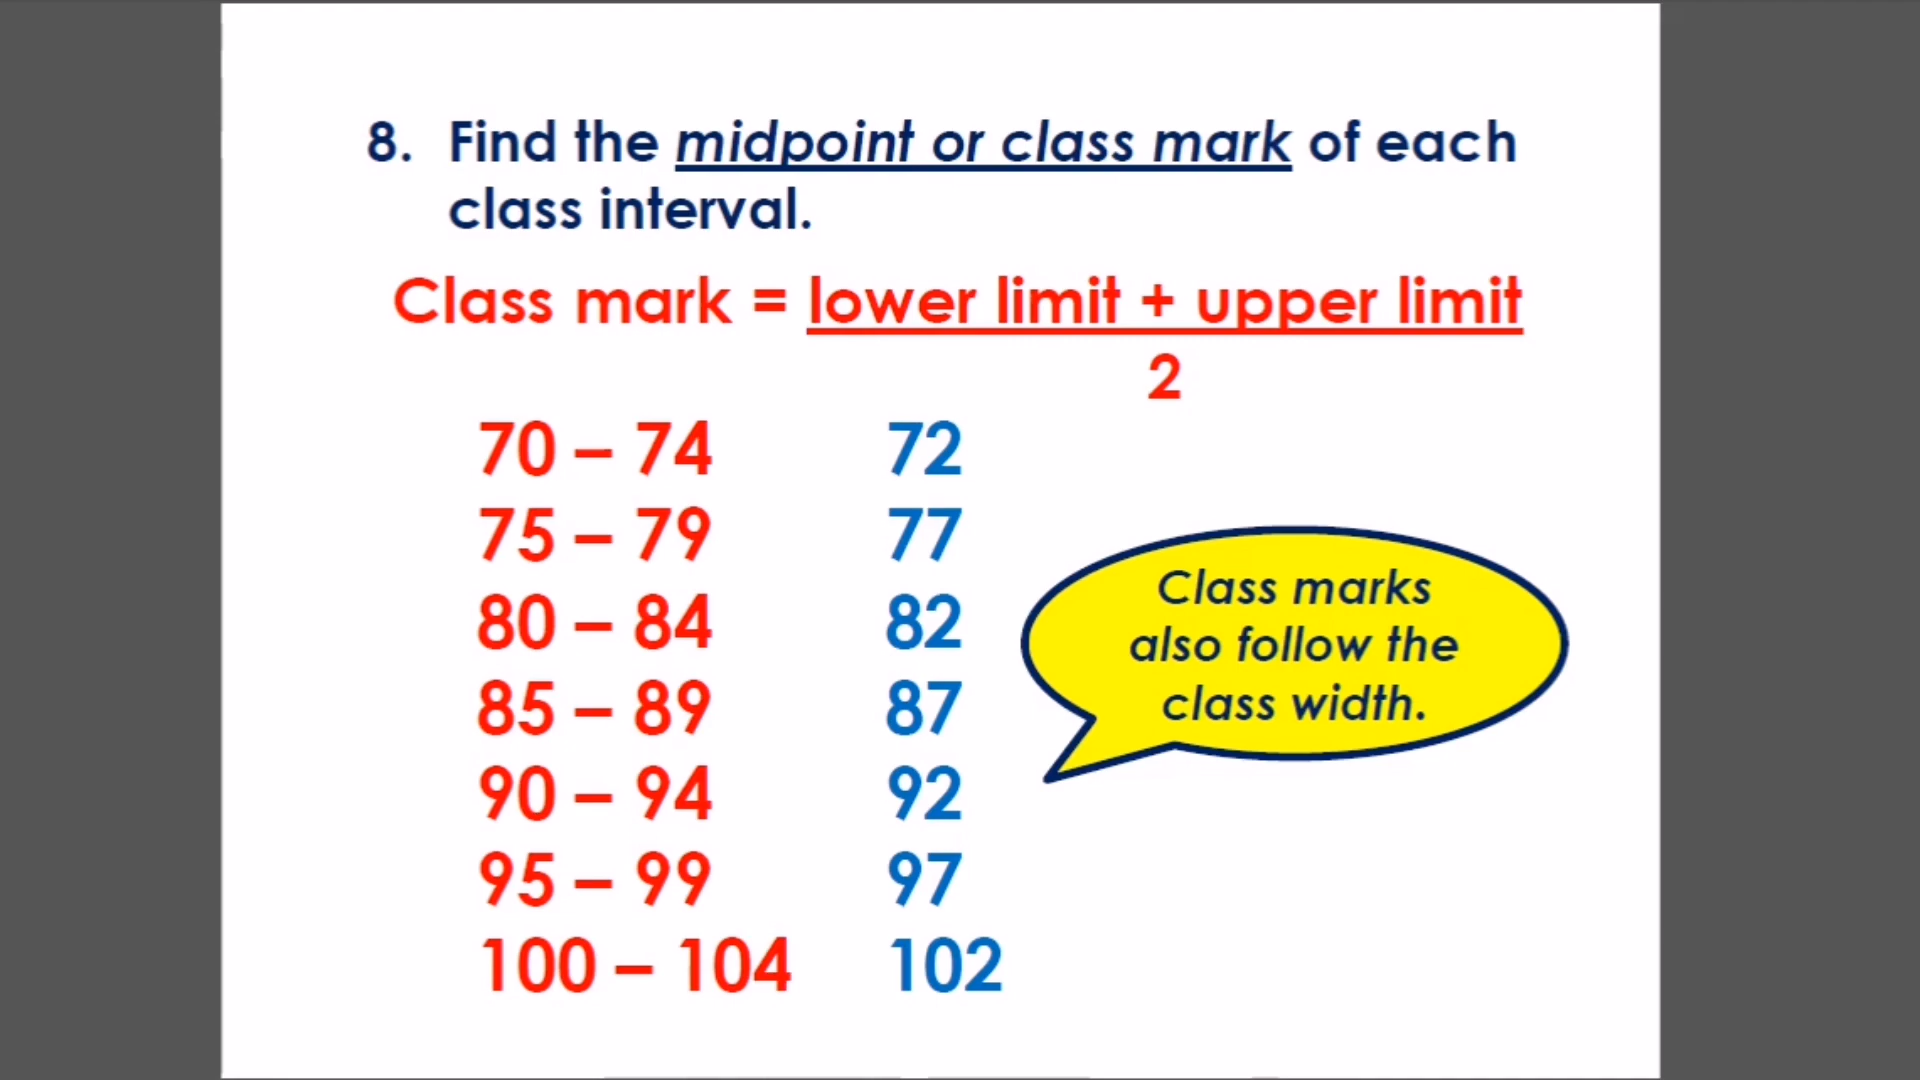 8. Find the midpoint or class mark of each
class interval.
Class mark = lower limit + upper limit
2
70 – 74 72
75 – 79 77
80 – 84 82
85 – 89 87
90 – 94 92
95 – 99 97
100 – 104 102
Class marks
also follow the
class width.